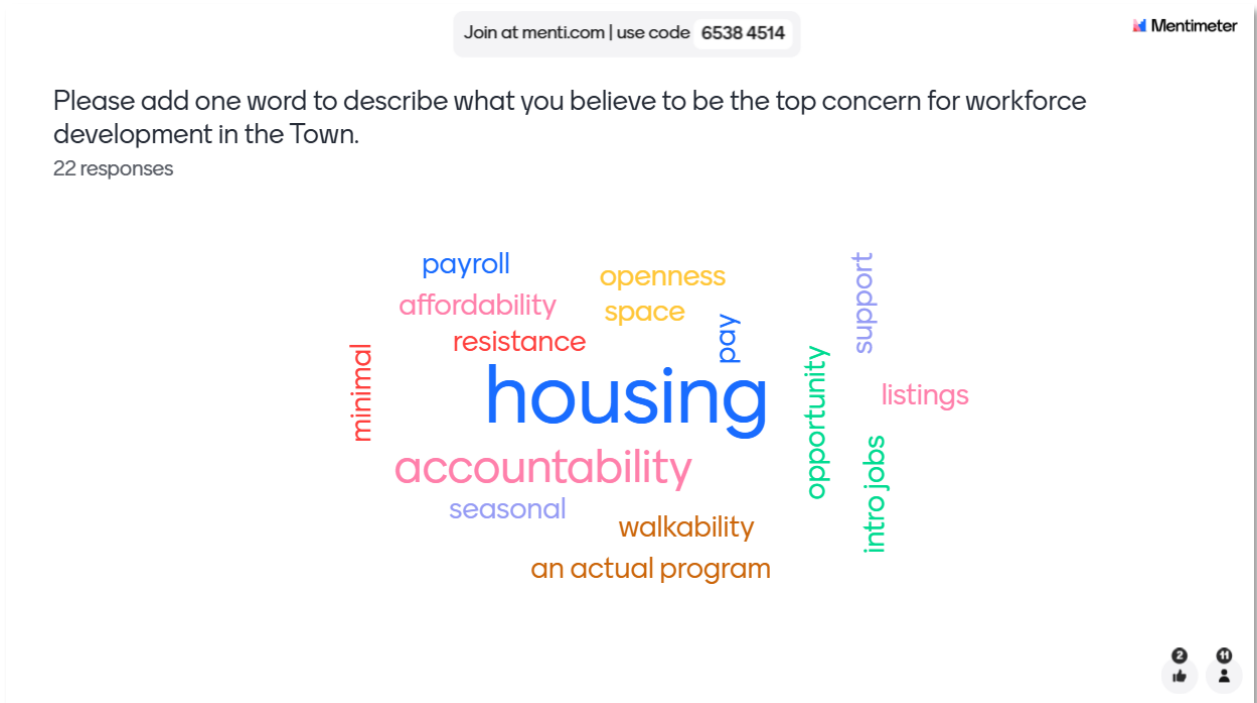 Join at menti.com | use code 6538 4514
Mentimeter
Please add one word to describe what you believe to be the top concern for workforce
development in the Town.
22 responses
payroll
openness
support
affordability
space
pay
resistance
minimal
housing
opportunity
listings
accountability
intro jobs
seasonal
walkability
an actual program
2
11